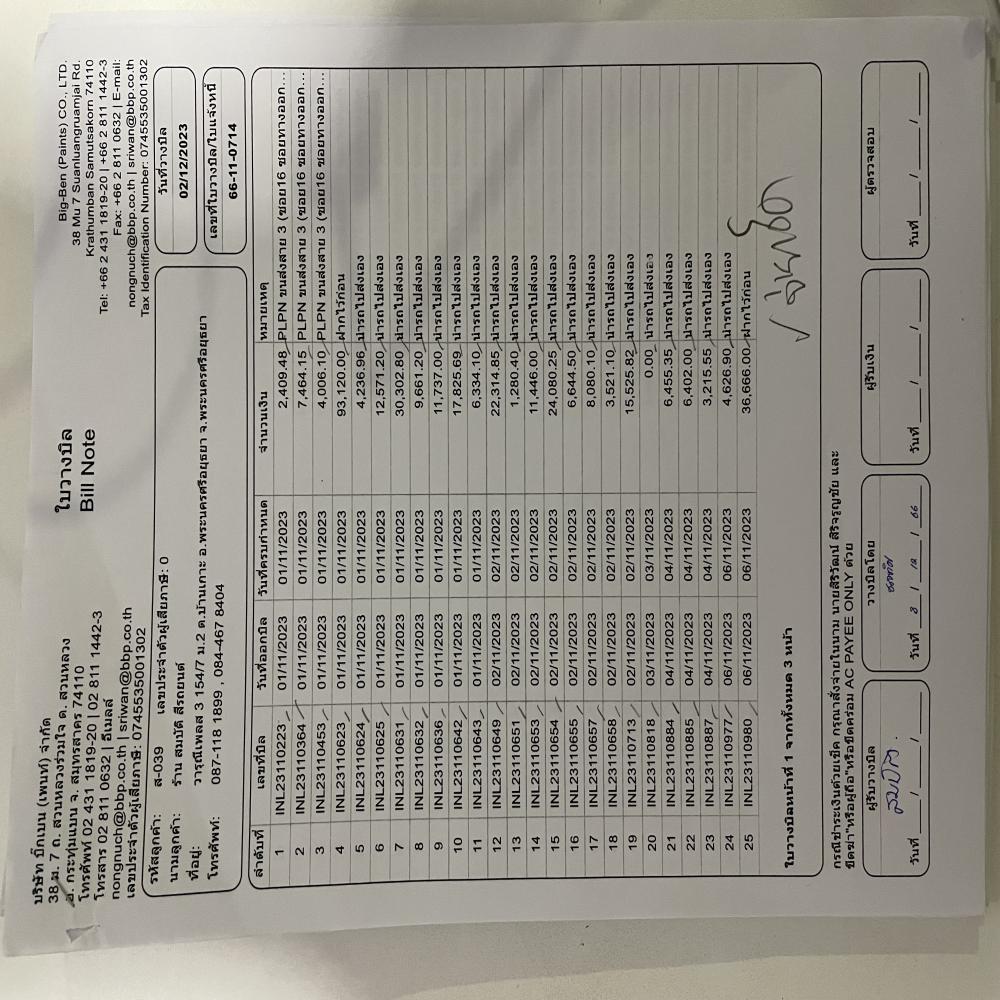 บริษัท บิ๊กเบน (เพนท์) จำกัด
38 ม. 7 ถ. สวนหลวงร่วมใจ ต. สวนหลวง
อ. กระทุ่มแบน จ. สมุทรสาคร 74110
โทรศัพท์ 02 431 1819-20 | 02 811 1442-3
โทรสาร 02 811 0632 | อีเมลล์
nongnuch@bbp.co.th | sriwan@bbp.co.th
เลขประจำตัวผู้เสียภาษี: 0745535001302
ใบวางบิล
Bill Note
Big-Ben (Paints) CO., LTD.
38 Mu 7 Suanluangruamjai Rd.
Krathumban Samutsakorn 74110
Tel: +66 2 431 1819-20 | +66 2 811 1442-3
Fax: +66 2 811 0632 | E-mail:
nongnuch@bbp.co.th | sriwan@bbp.co.th
Tax Identification Number: 0745535001302
รหัสลูกค้า: ส-039 เลขประจำตัวผู้เสียภาษี: 0
นามลูกค้า: ร้าน สมบัติ สีรถยนต์
ที่อยู่: วารุณีเพลส 3 154/7 ม.2 ต.บ้านเกาะ อ.พระนครศรีอยุธยา จ.พระนครศรีอยุธยา
โทรศัพท์: 087-118 1899 , 084-467 8404
วันที่วางบิล
02/12/2023
เลขที่ใบวางบิล/ใบแจ้งหนี้
66-11-0714
ลำดับที่ เลขที่บิล วันที่ออกบิล วันที่ครบกำหนด จำนวนเงิน หมายเหตุ
1 INL23110223 01/11/2023 01/11/2023 2,408.48 PLPN ขนส่งสาย 3 (ซอย16 ซอยทางออก...
2 INL23110364 01/11/2023 01/11/2023 7,464.15 PLPN ขนส่งสาย 3 (ซอย16 ซอยทางออก...
3 INL23110453 01/11/2023 01/11/2023 4,006.10 PLPN ขนส่งสาย 3 (ซอย16 ซอยทางออก...
4 INL23110623 01/11/2023 01/11/2023 93,120.00 ฝากไว้ก่อน
5 INL23110624 01/11/2023 01/11/2023 4,236.96 นำรถไปส่งเอง
6 INL23110625 01/11/2023 01/11/2023 12,571.20 นำรถไปส่งเอง
7 INL23110631 01/11/2023 01/11/2023 30,302.80 นำรถไปส่งเอง
8 INL23110632 01/11/2023 01/11/2023 9,661.20 นำรถไปส่งเอง
9 INL23110636 01/11/2023 01/11/2023 11,737.00 นำรถไปส่งเอง
10 INL23110642 01/11/2023 01/11/2023 17,825.69 นำรถไปส่งเอง
11 INL23110643 01/11/2023 01/11/2023 6,334.10 นำรถไปส่งเอง
12 INL23110649 02/11/2023 02/11/2023 22,314.85 นำรถไปส่งเอง
13 INL23110651 02/11/2023 02/11/2023 1,280.40 นำรถไปส่งเอง
14 INL23110653 02/11/2023 02/11/2023 11,446.00 นำรถไปส่งเอง
15 INL23110654 02/11/2023 02/11/2023 24,080.25 นำรถไปส่งเอง
16 INL23110655 02/11/2023 02/11/2023 6,644.50 นำรถไปส่งเอง
17 INL23110657 02/11/2023 02/11/2023 8,080.10 นำรถไปส่งเอง
18 INL23110658 02/11/2023 02/11/2023 3,521.10 นำรถไปส่งเอง
19 INL23110713 02/11/2023 02/11/2023 15,525.82 นำรถไปส่งเอง
20 INL23110818 03/11/2023 03/11/2023 0.00 นำรถไปส่งเอง
21 INL23110884 04/11/2023 04/11/2023 6,455.35 นำรถไปส่งเอง
22 INL23110885 04/11/2023 04/11/2023 6,402.00 นำรถไปส่งเอง
23 INL23110887 04/11/2023 04/11/2023 3,215.55 นำรถไปส่งเอง
24 INL23110977 06/11/2023 06/11/2023 4,626.90 นำรถไปส่งเอง
25 INL23110980 06/11/2023 06/11/2023 36,666.00 ฝากไว้ก่อน
ใบวางบิลหน้าที่ 1 จากทั้งหมด 3 หน้า
กรณีชำระเงินด้วยเช็ค กรุณาสั่งจ่ายในนาม นายสิริวัฒน์ สิริจรูญชัย และ
ขีดฆ่า"หรือผู้ถือ"หรือขีดคร่อม AC PAYEE ONLY ด้วย
ผู้รับวางบิล วางบิลโดย ผู้รับเงิน ผู้ตรวจสอบ
วันที่ / / วันที่ 8 / 12 / 66 วันที่ / / วันที่ / /